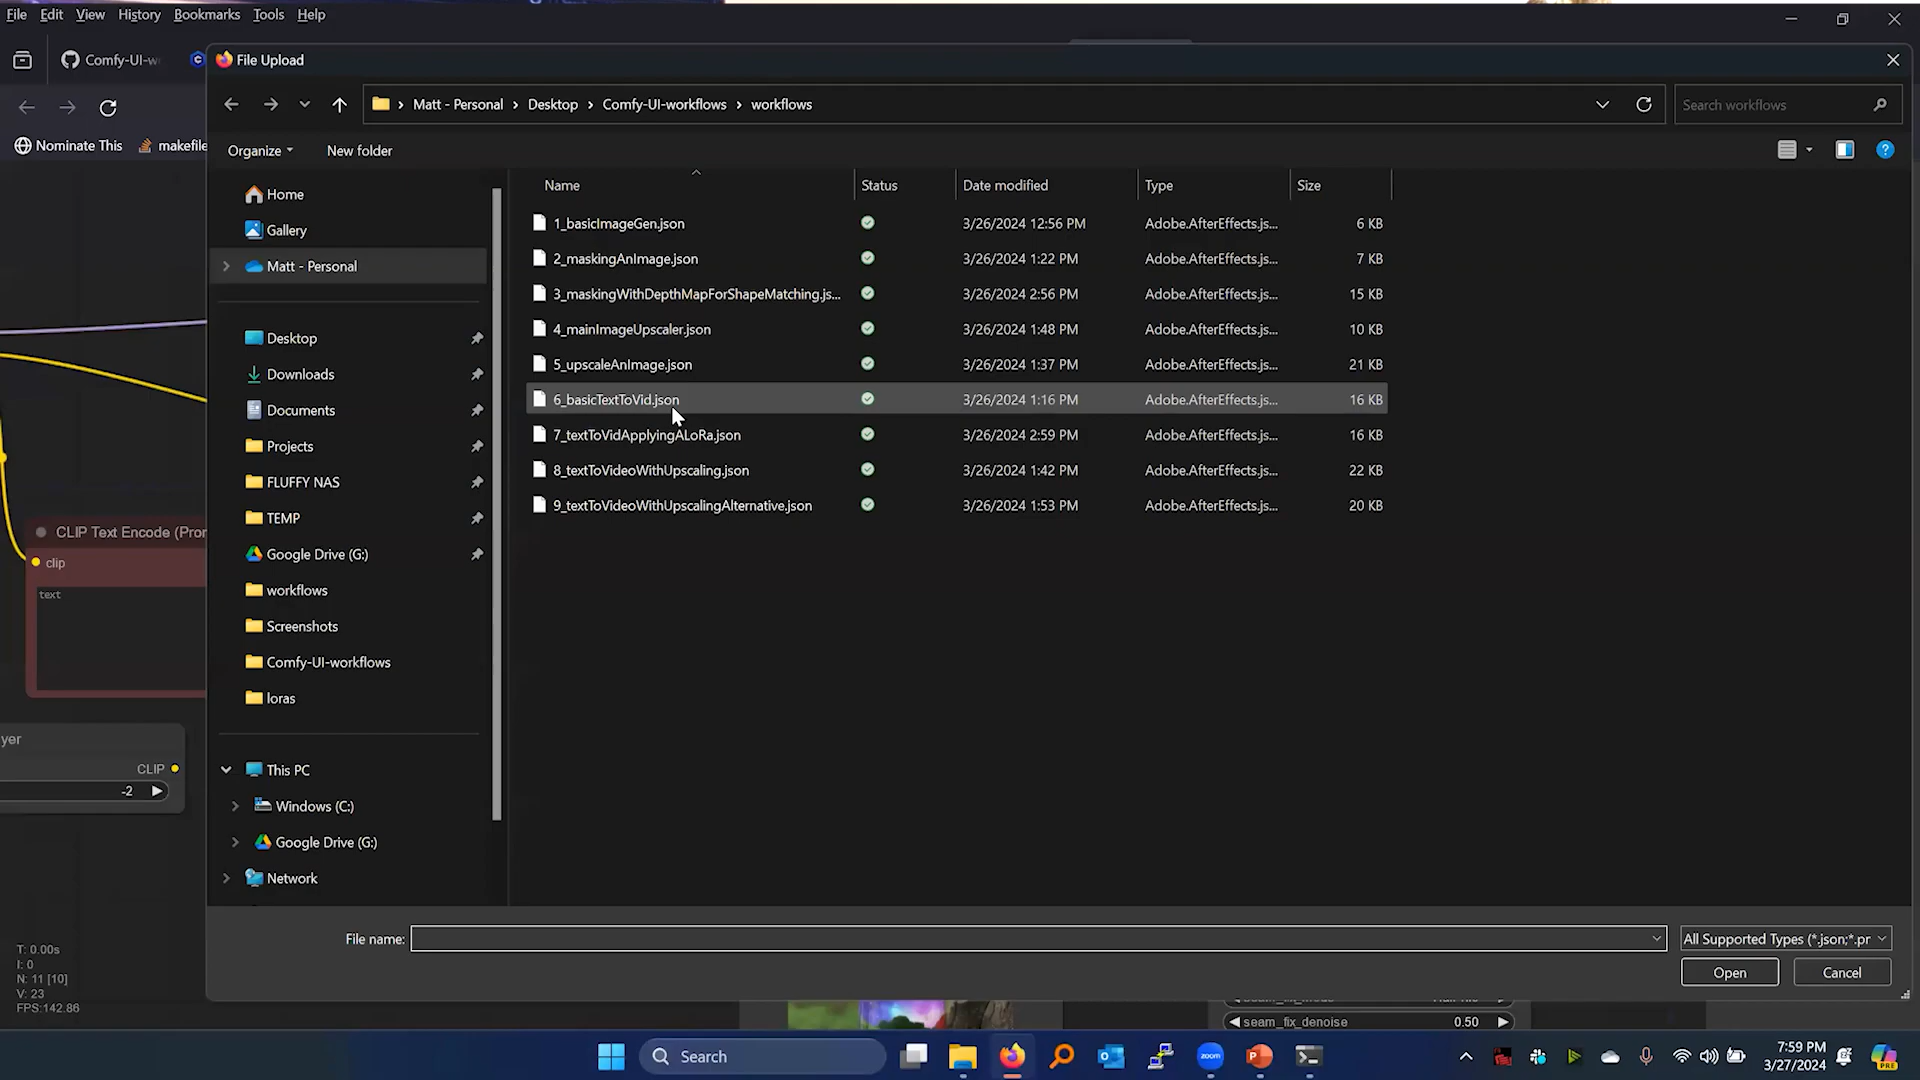 File Edit View History Bookmarks Tools Help
Comfy-UI-w
File Upload
Matt - Personal > Desktop > Comfy-UI-workflows > workflows
Search workflows
Nominate This makefile
Organize New folder
Name Status Date modified Type Size
1_basicImageGen.json 3/26/2024 12:56 PM Adobe.AfterEffects.js... 6 KB
2_maskingAnImage.json 3/26/2024 1:22 PM Adobe.AfterEffects.js... 7 KB
3_maskingWithDepthMapForShapeMatching.js... 3/26/2024 2:56 PM Adobe.AfterEffects.js... 15 KB
4_mainImageUpscaler.json 3/26/2024 1:48 PM Adobe.AfterEffects.js... 10 KB
5_upscaleAnImage.json 3/26/2024 1:37 PM Adobe.AfterEffects.js... 21 KB
6_basicTextToVid.json 3/26/2024 1:16 PM Adobe.AfterEffects.js... 16 KB
7_textToVidApplyingALoRa.json 3/26/2024 2:59 PM Adobe.AfterEffects.js... 16 KB
8_textToVideoWithUpscaling.json 3/26/2024 1:42 PM Adobe.AfterEffects.js... 22 KB
9_textToVideoWithUpscalingAlternative.json 3/26/2024 1:53 PM Adobe.AfterEffects.js... 20 KB
Home
Gallery
Matt - Personal
Desktop
Downloads
Documents
Projects
FLUFFY NAS
TEMP
Google Drive (G:)
workflows
Screenshots
Comfy-UI-workflows
loras
This PC
Windows (C:)
Google Drive (G:)
Network
CLIP Text Encode (Pror
clip
text
yer
CLIP
-2
File name:
All Supported Types (*.json;*.pr
Open Cancel
T: 0.00s
I: 0
N: 11 [10]
V: 23
FPS:142.86
seam_fix_denoise 0.50
Search
zoom
7:59 PM
3/27/2024
PRE